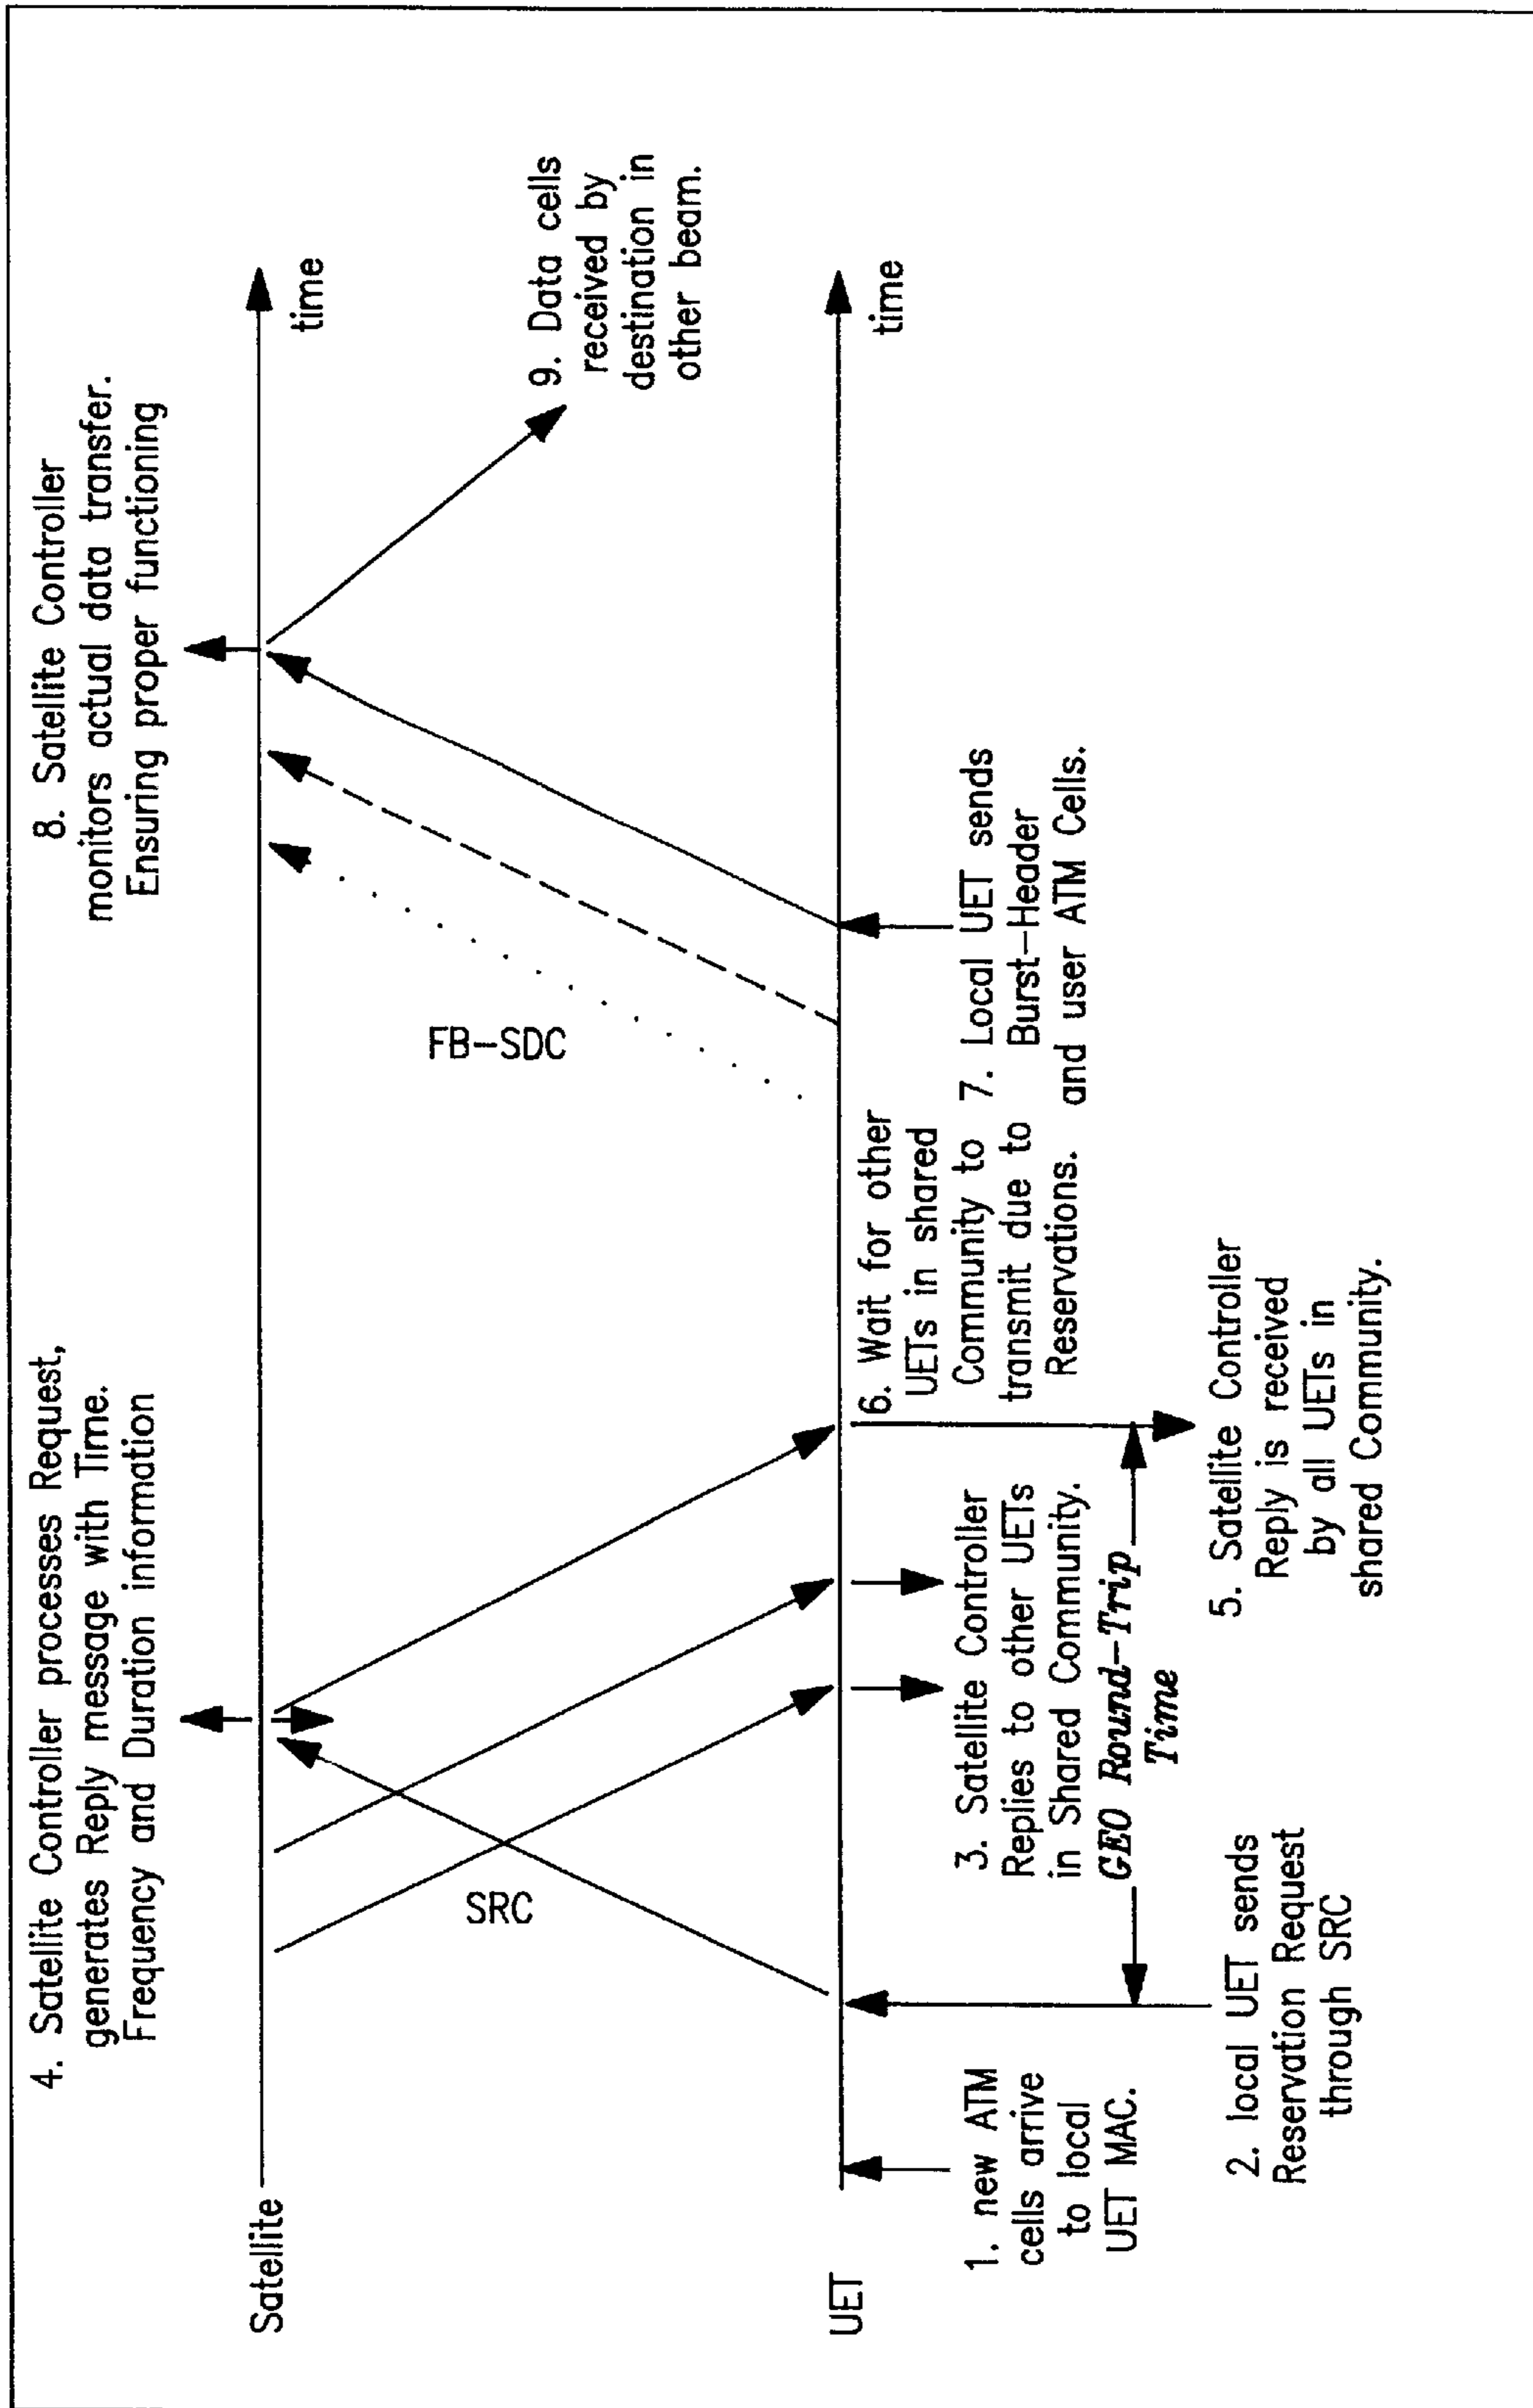 4. Satellite Controller processes Request,
generates Reply message with Time.
Frequency and Duration information
8. Satellite Controller
monitors actual data transfer.
Ensuring proper functioning
Satellite
time
SRC
FB-SDC
9. Data cells
received by
destination in
other beam.
UET
time
1. new ATM
cells arrive
to local
UET MAC.
2. local UET sends
Reservation Request
through SRC
3. Satellite Controller
Replies to other UETs
in Shared Community.
GEO Round-Trip
Time
5. Satellite Controller
Reply is received
by all UETs in
shared Community.
6. Wait for other
UETs in shared
Community to
transmit due to
Reservations.
7. Local UET sends
Burst-Header
and user ATM Cells.